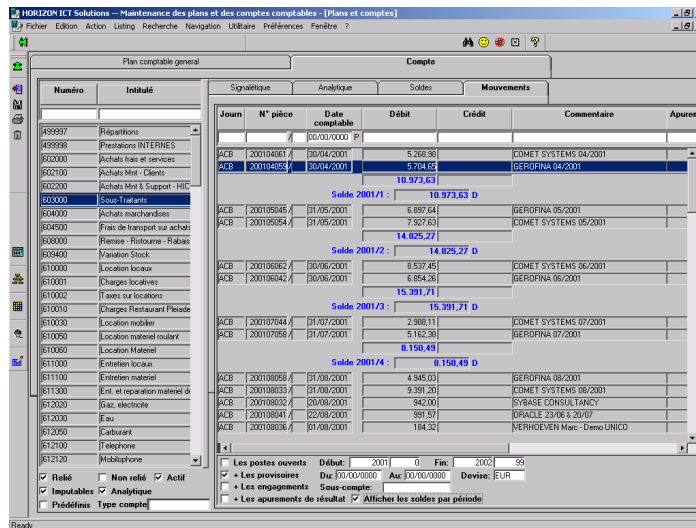 HORIZON ICT Solutions -- Maintenance des plans et des comptes comptables - [Plans et comptes]
Fichier Edition Action Listing Recherche Navigation Utilitaire Préférences Fenêtre ?
Plan comptable general Compte
Numéro Intitulé
499997 Répartitions
499998 Prestations INTERNES
602000 Achats frais et services
602100 Achats Mnt - Clients
602200 Achats Mnt & Support - HIC
603000 Sous-Traitants
604000 Achats marchandises
604500 Frais de transport sur achats
608000 Remise - Ristourne - Rabais
609400 Variation Stock
610000 Location locaux
610001 Charges locatives
610002 Taxes sur locations
610010 Charges Restaurant Pleiade
610030 Location mobilier
610050 Location materiel roulant
610060 Location Materiel
611000 Entretien locaux
611100 Entretien materiel
611300 Ent. et reparation materiel de
612020 Gaz, electricite
612030 Eau
612050 Carburant
612100 Telephone
612120 Mobilophone
Relié Non relié Actif
Imputables Analytique
Prédéfinis Type compte
Signalétique Analytique Soldes Mouvements
Journ N° pièce Date comptable Débit Crédit Commentaire Apurem
/ 00/00/0000 P
ACB 200104061 / 30/04/2001 5.268,98 COMET SYSTEMS 04/2001
ACB 200104059 / 30/04/2001 5.704,65 GEROFINA 04/2001
10.973,63
Solde 2001/1 : 10.973,63 D
ACB 200105045 / 31/05/2001 6.897,64 GEROFINA 05/2001
ACB 200105054 / 31/05/2001 7.927,63 COMET SYSTEMS 05/2001
14.825,27
Solde 2001/2 : 14.825,27 D
ACB 200106062 / 30/06/2001 8.537,45 COMET SYSTEMS 06/2001
ACB 200106042 / 30/06/2001 6.854,26 GEROFINA 06/2001
15.391,71
Solde 2001/3 : 15.391,71 D
ACB 200107044 / 31/07/2001 2.988,11 COMET SYSTEMS 07/2001
ACB 200107058 / 31/07/2001 5.162,38 GEROFINA 07/2001
8.150,49
Solde 2001/4 : 8.150,49 D
ACB 200108058 / 31/08/2001 4.945,03 GEROFINA 08/2001
ACB 200108033 / 31/08/2001 9.391,20 COMET SYSTEMS 08/2001
ACB 200108032 / 20/08/2001 942,00 SYBASE CONSULTANCY
ACB 200108041 / 22/08/2001 991,57 ORACLE 23/06 & 20/07
ACB 200108036 / 01/08/2001 184,32 VERHOEVEN Marc - Demo UNICO
Les postes ouverts Début: 2001 0 Fin: 2002 99
+ Les provisoires Du: 00/00/0000 Au: 00/00/0000 Devise: EUR
+ Les engagements Sous-compte:
+ Les apurements de résultat Afficher les soldes par période
Ready